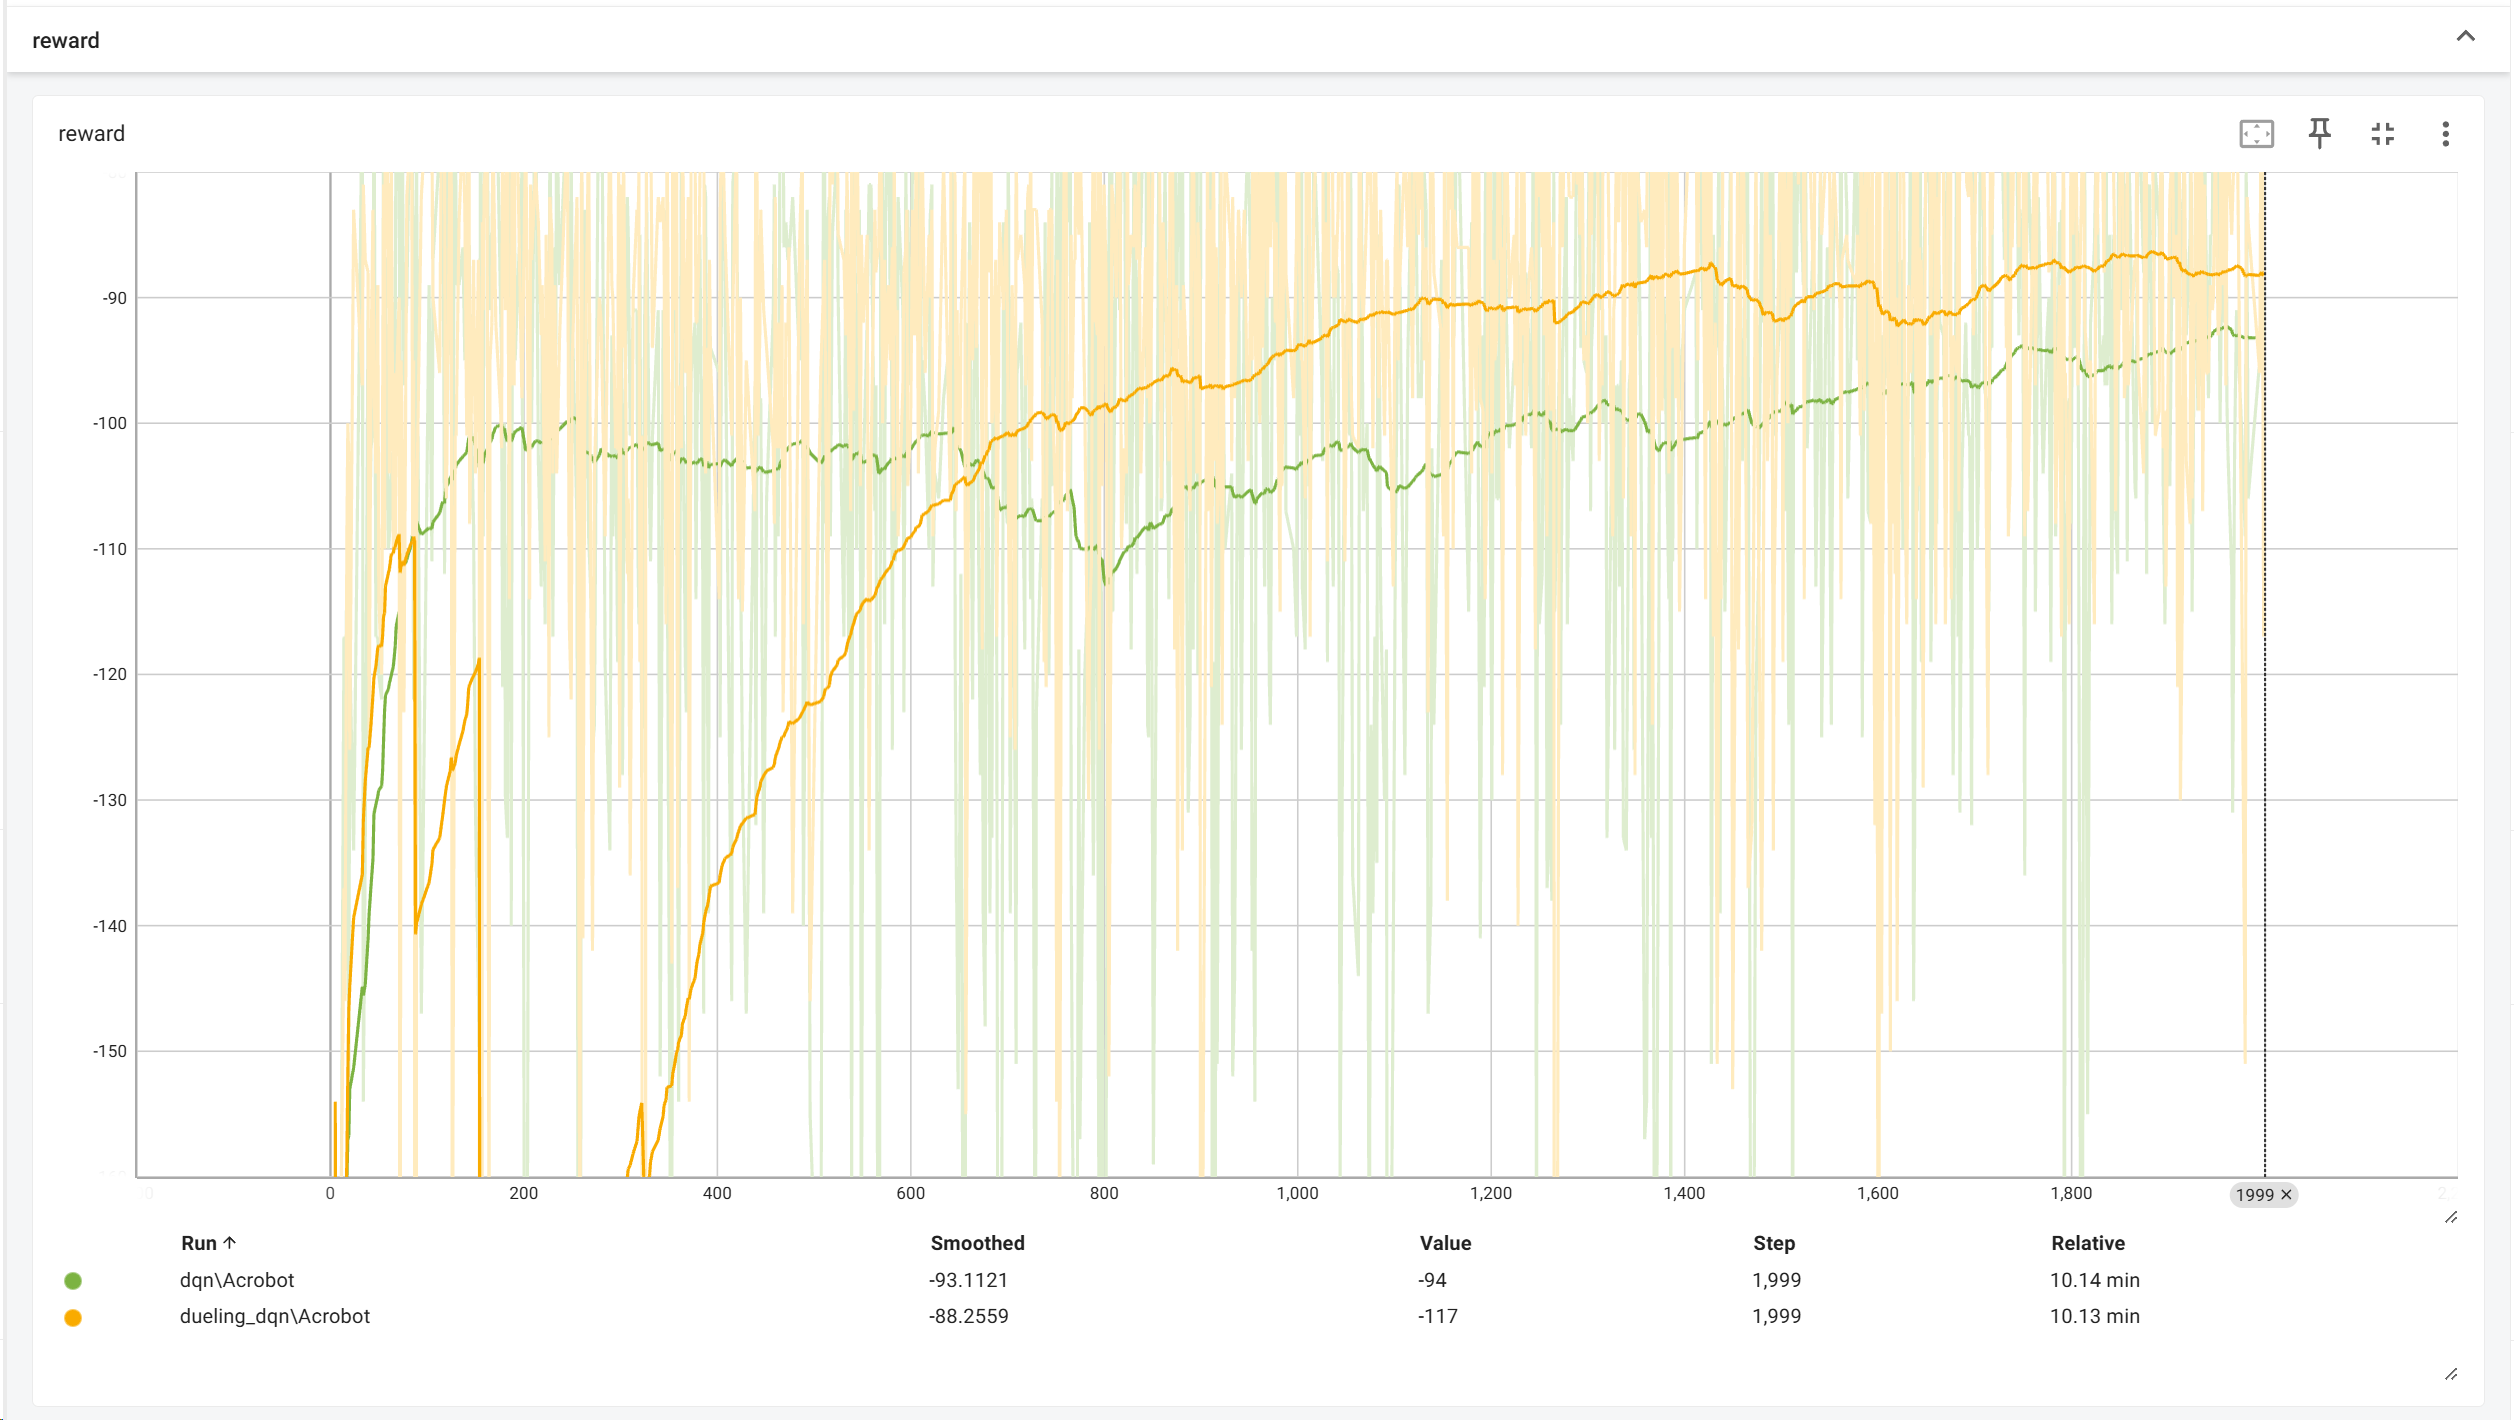 reward
reward
-90
-100
-110
-120
-130
-140
-150
0 200 400 600 800 1,000 1,200 1,400 1,600 1,800 1999 ✕
Run ↑ Smoothed Value Step Relative
dqn\Acrobot -93.1121 -94 1,999 10.14 min
dueling_dqn\Acrobot -88.2559 -117 1,999 10.13 min